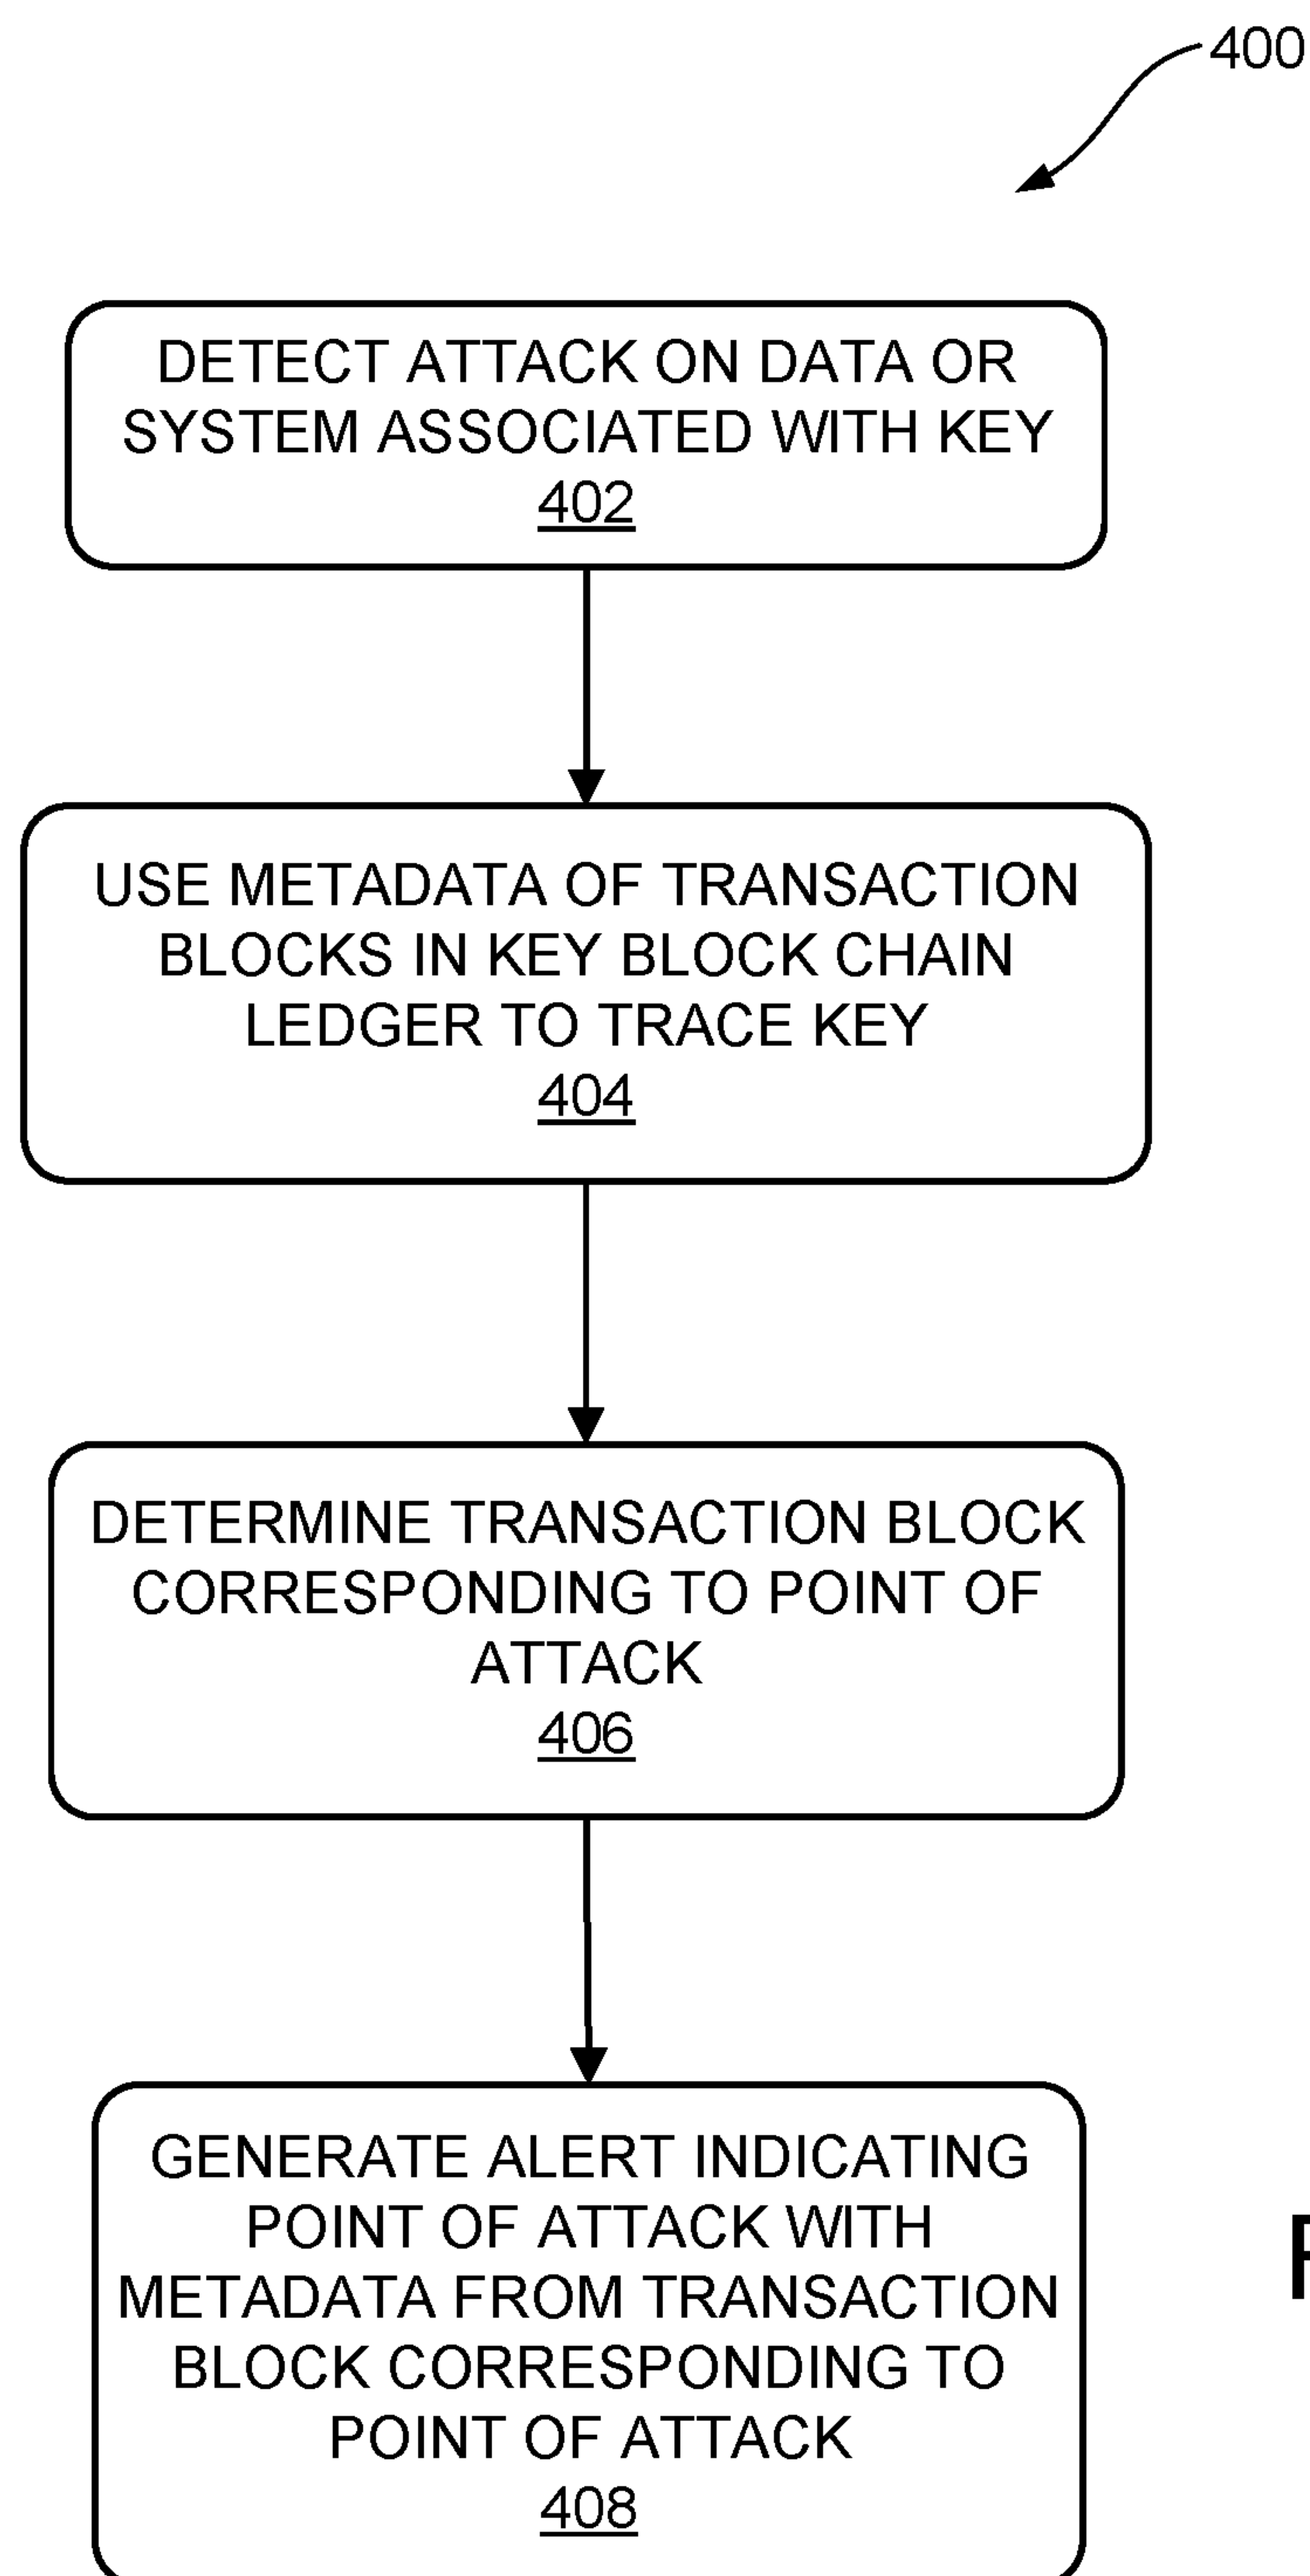 400
DETECT ATTACK ON DATA OR
SYSTEM ASSOCIATED WITH KEY
402
USE METADATA OF TRANSACTION
BLOCKS IN KEY BLOCK CHAIN
LEDGER TO TRACE KEY
404
DETERMINE TRANSACTION BLOCK
CORRESPONDING TO POINT OF
ATTACK
406
GENERATE ALERT INDICATING
POINT OF ATTACK WITH
METADATA FROM TRANSACTION
BLOCK CORRESPONDING TO
POINT OF ATTACK
408